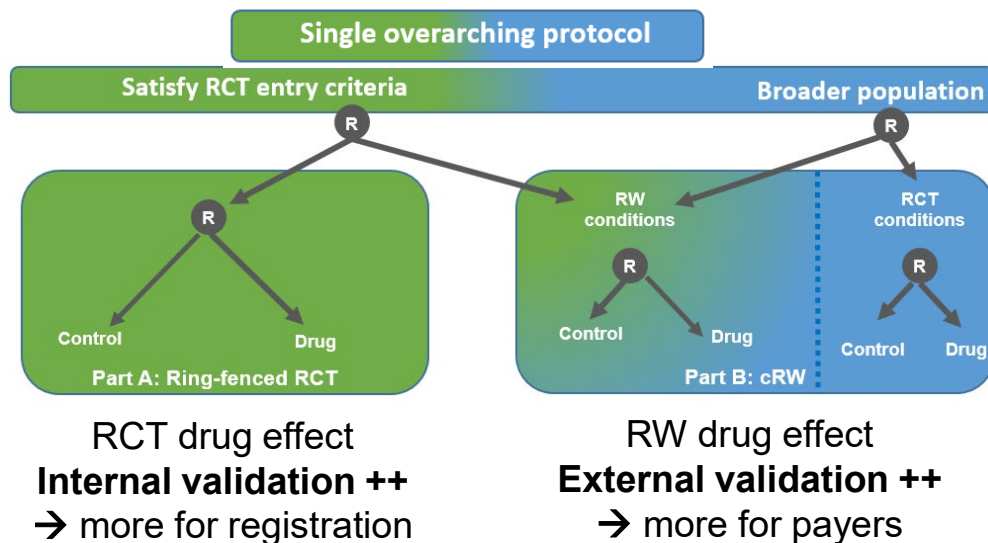 Single overarching protocol
Satisfy RCT entry criteria
Broader population
R
R
R
RW
conditions
RCT
conditions
R
R
Control
Drug
Control
Drug
Control
Drug
Part A: Ring-fenced RCT
Part B: cRW
RCT drug effect
Internal validation ++
→ more for registration
RW drug effect
External validation ++
→ more for payers